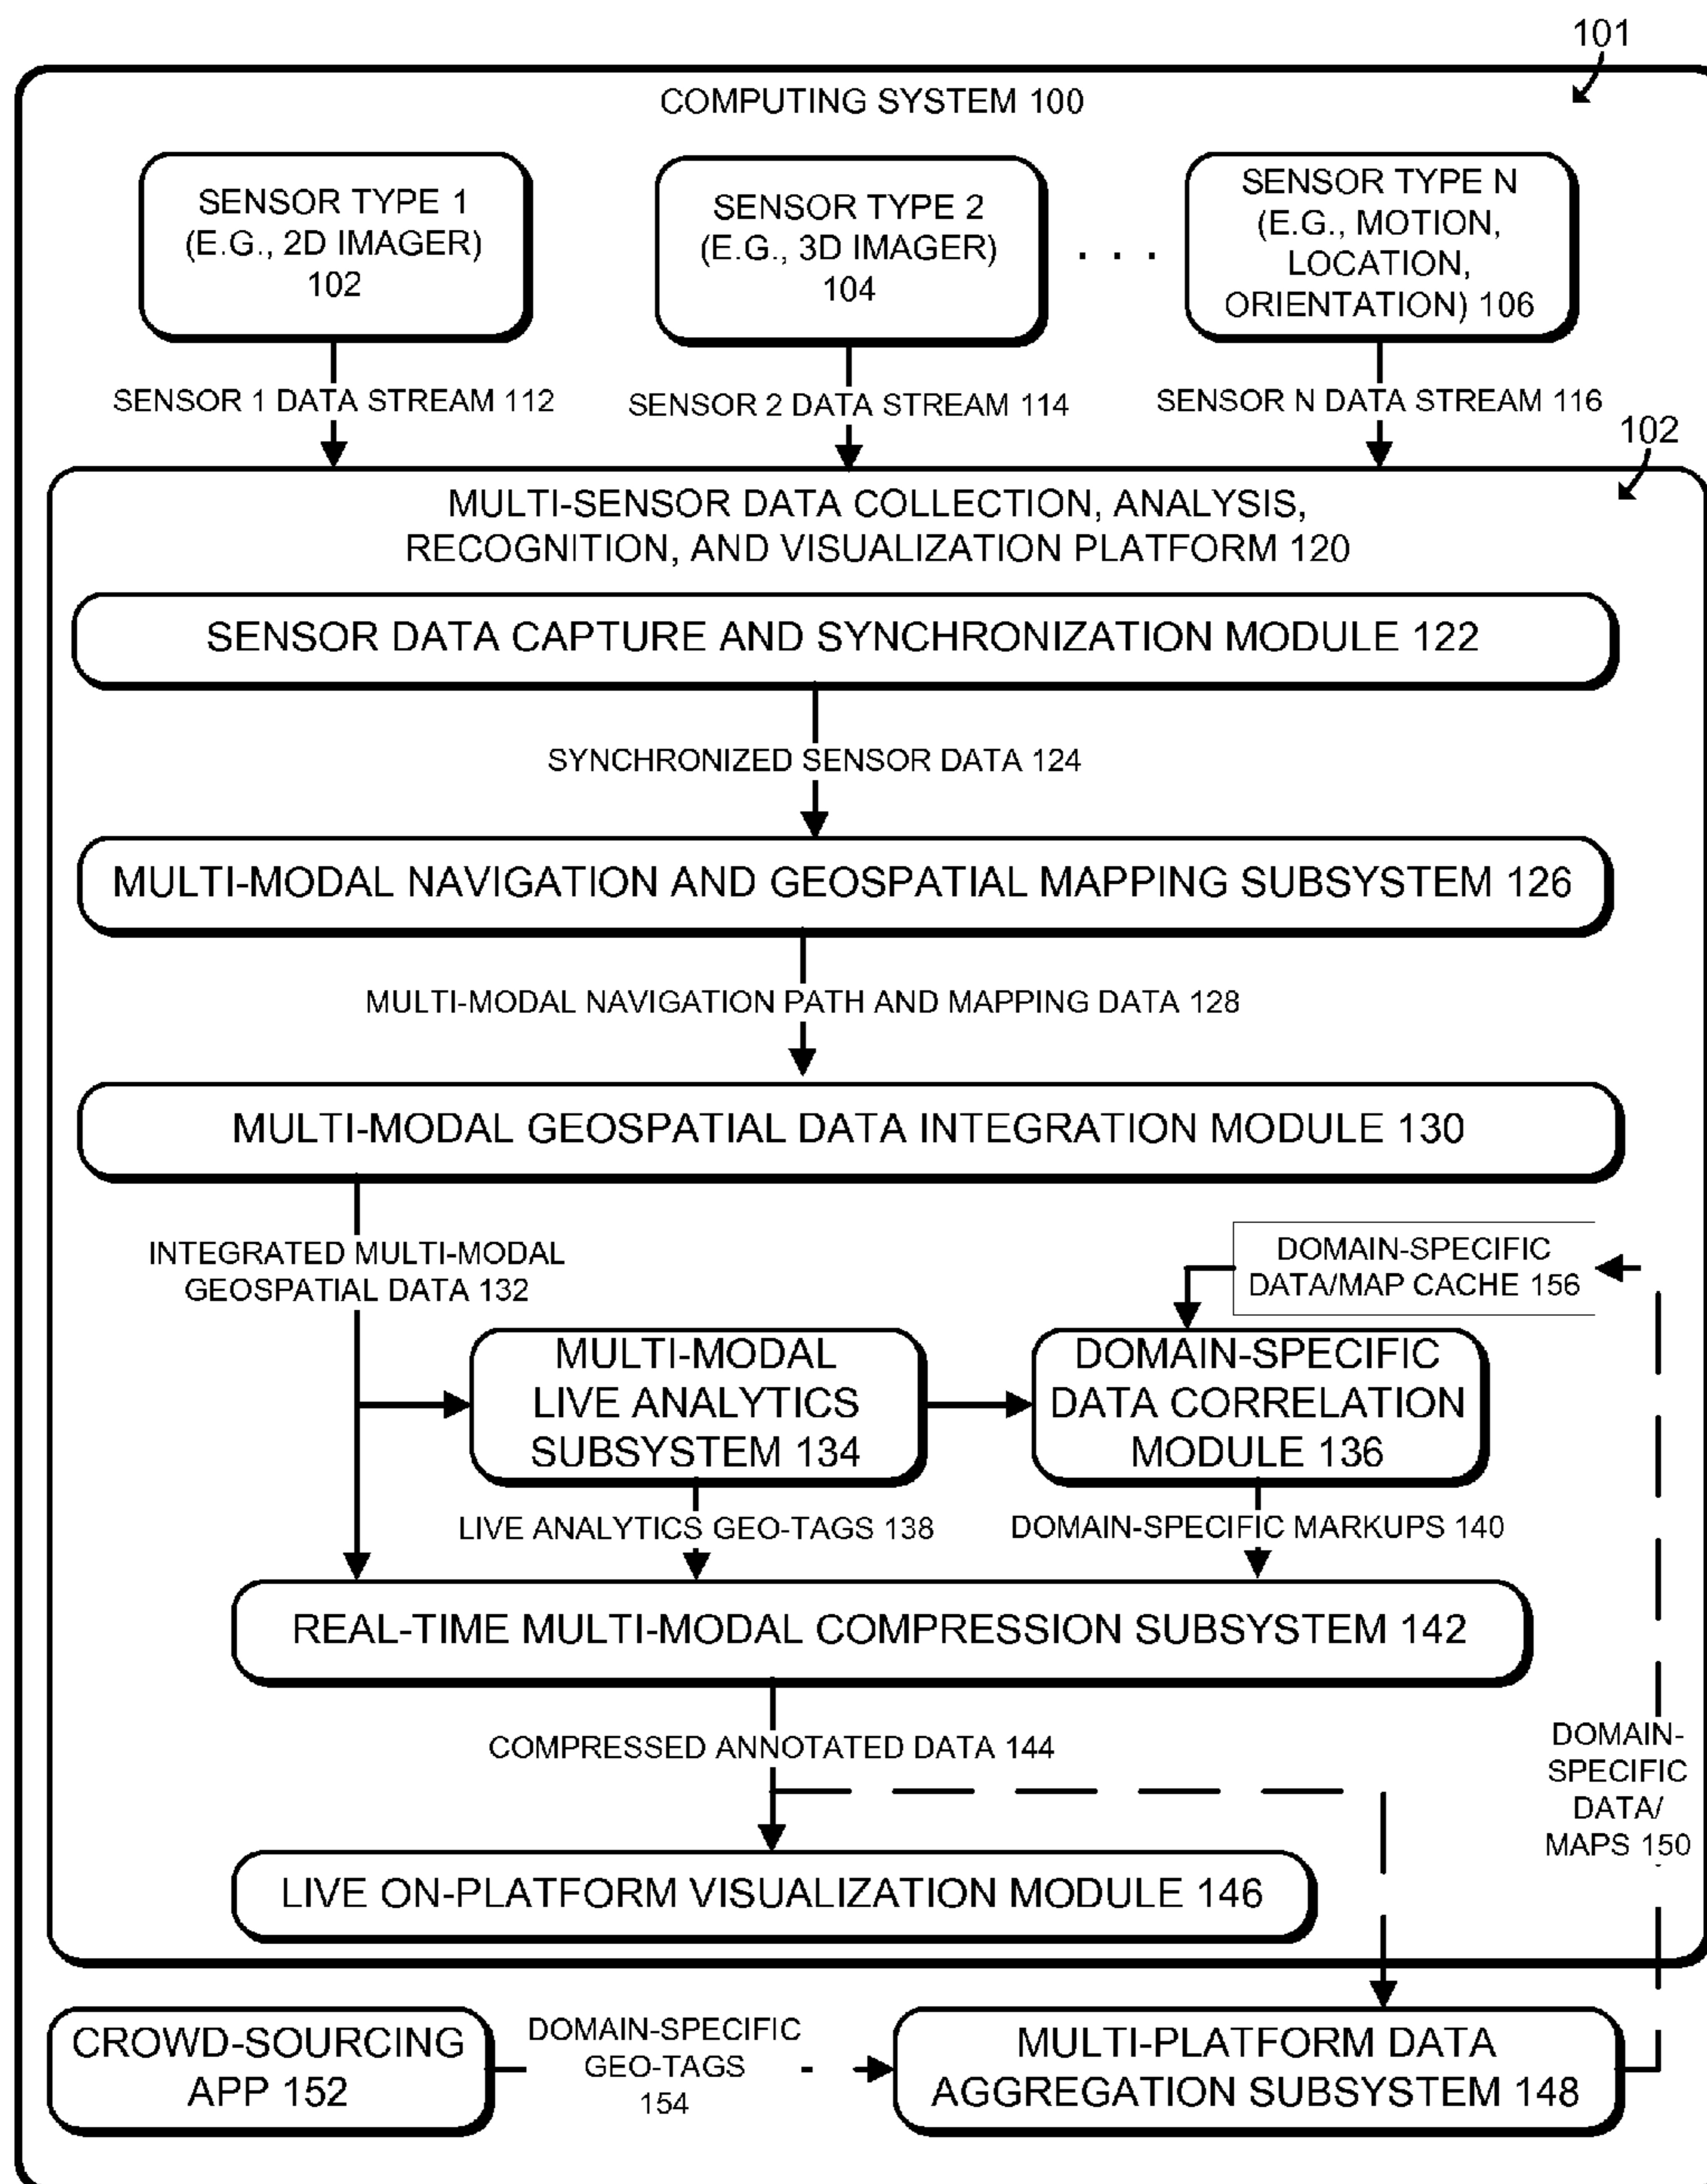 101
COMPUTING SYSTEM 100
SENSOR TYPE 1
(E.G., 2D IMAGER)
102
SENSOR TYPE 2
(E.G., 3D IMAGER)
104
. . .
SENSOR TYPE N
(E.G., MOTION,
LOCATION,
ORIENTATION) 106
SENSOR 1 DATA STREAM 112
SENSOR 2 DATA STREAM 114
SENSOR N DATA STREAM 116
102
MULTI-SENSOR DATA COLLECTION, ANALYSIS,
RECOGNITION, AND VISUALIZATION PLATFORM 120
SENSOR DATA CAPTURE AND SYNCHRONIZATION MODULE 122
SYNCHRONIZED SENSOR DATA 124
MULTI-MODAL NAVIGATION AND GEOSPATIAL MAPPING SUBSYSTEM 126
MULTI-MODAL NAVIGATION PATH AND MAPPING DATA 128
MULTI-MODAL GEOSPATIAL DATA INTEGRATION MODULE 130
INTEGRATED MULTI-MODAL
GEOSPATIAL DATA 132
DOMAIN-SPECIFIC
DATA/MAP CACHE 156
MULTI-MODAL
LIVE ANALYTICS
SUBSYSTEM 134
DOMAIN-SPECIFIC
DATA CORRELATION
MODULE 136
LIVE ANALYTICS GEO-TAGS 138
DOMAIN-SPECIFIC MARKUPS 140
REAL-TIME MULTI-MODAL COMPRESSION SUBSYSTEM 142
COMPRESSED ANNOTATED DATA 144
DOMAIN-
SPECIFIC
DATA/
MAPS 150
LIVE ON-PLATFORM VISUALIZATION MODULE 146
CROWD-SOURCING
APP 152
DOMAIN-SPECIFIC
GEO-TAGS
154
MULTI-PLATFORM DATA
AGGREGATION SUBSYSTEM 148